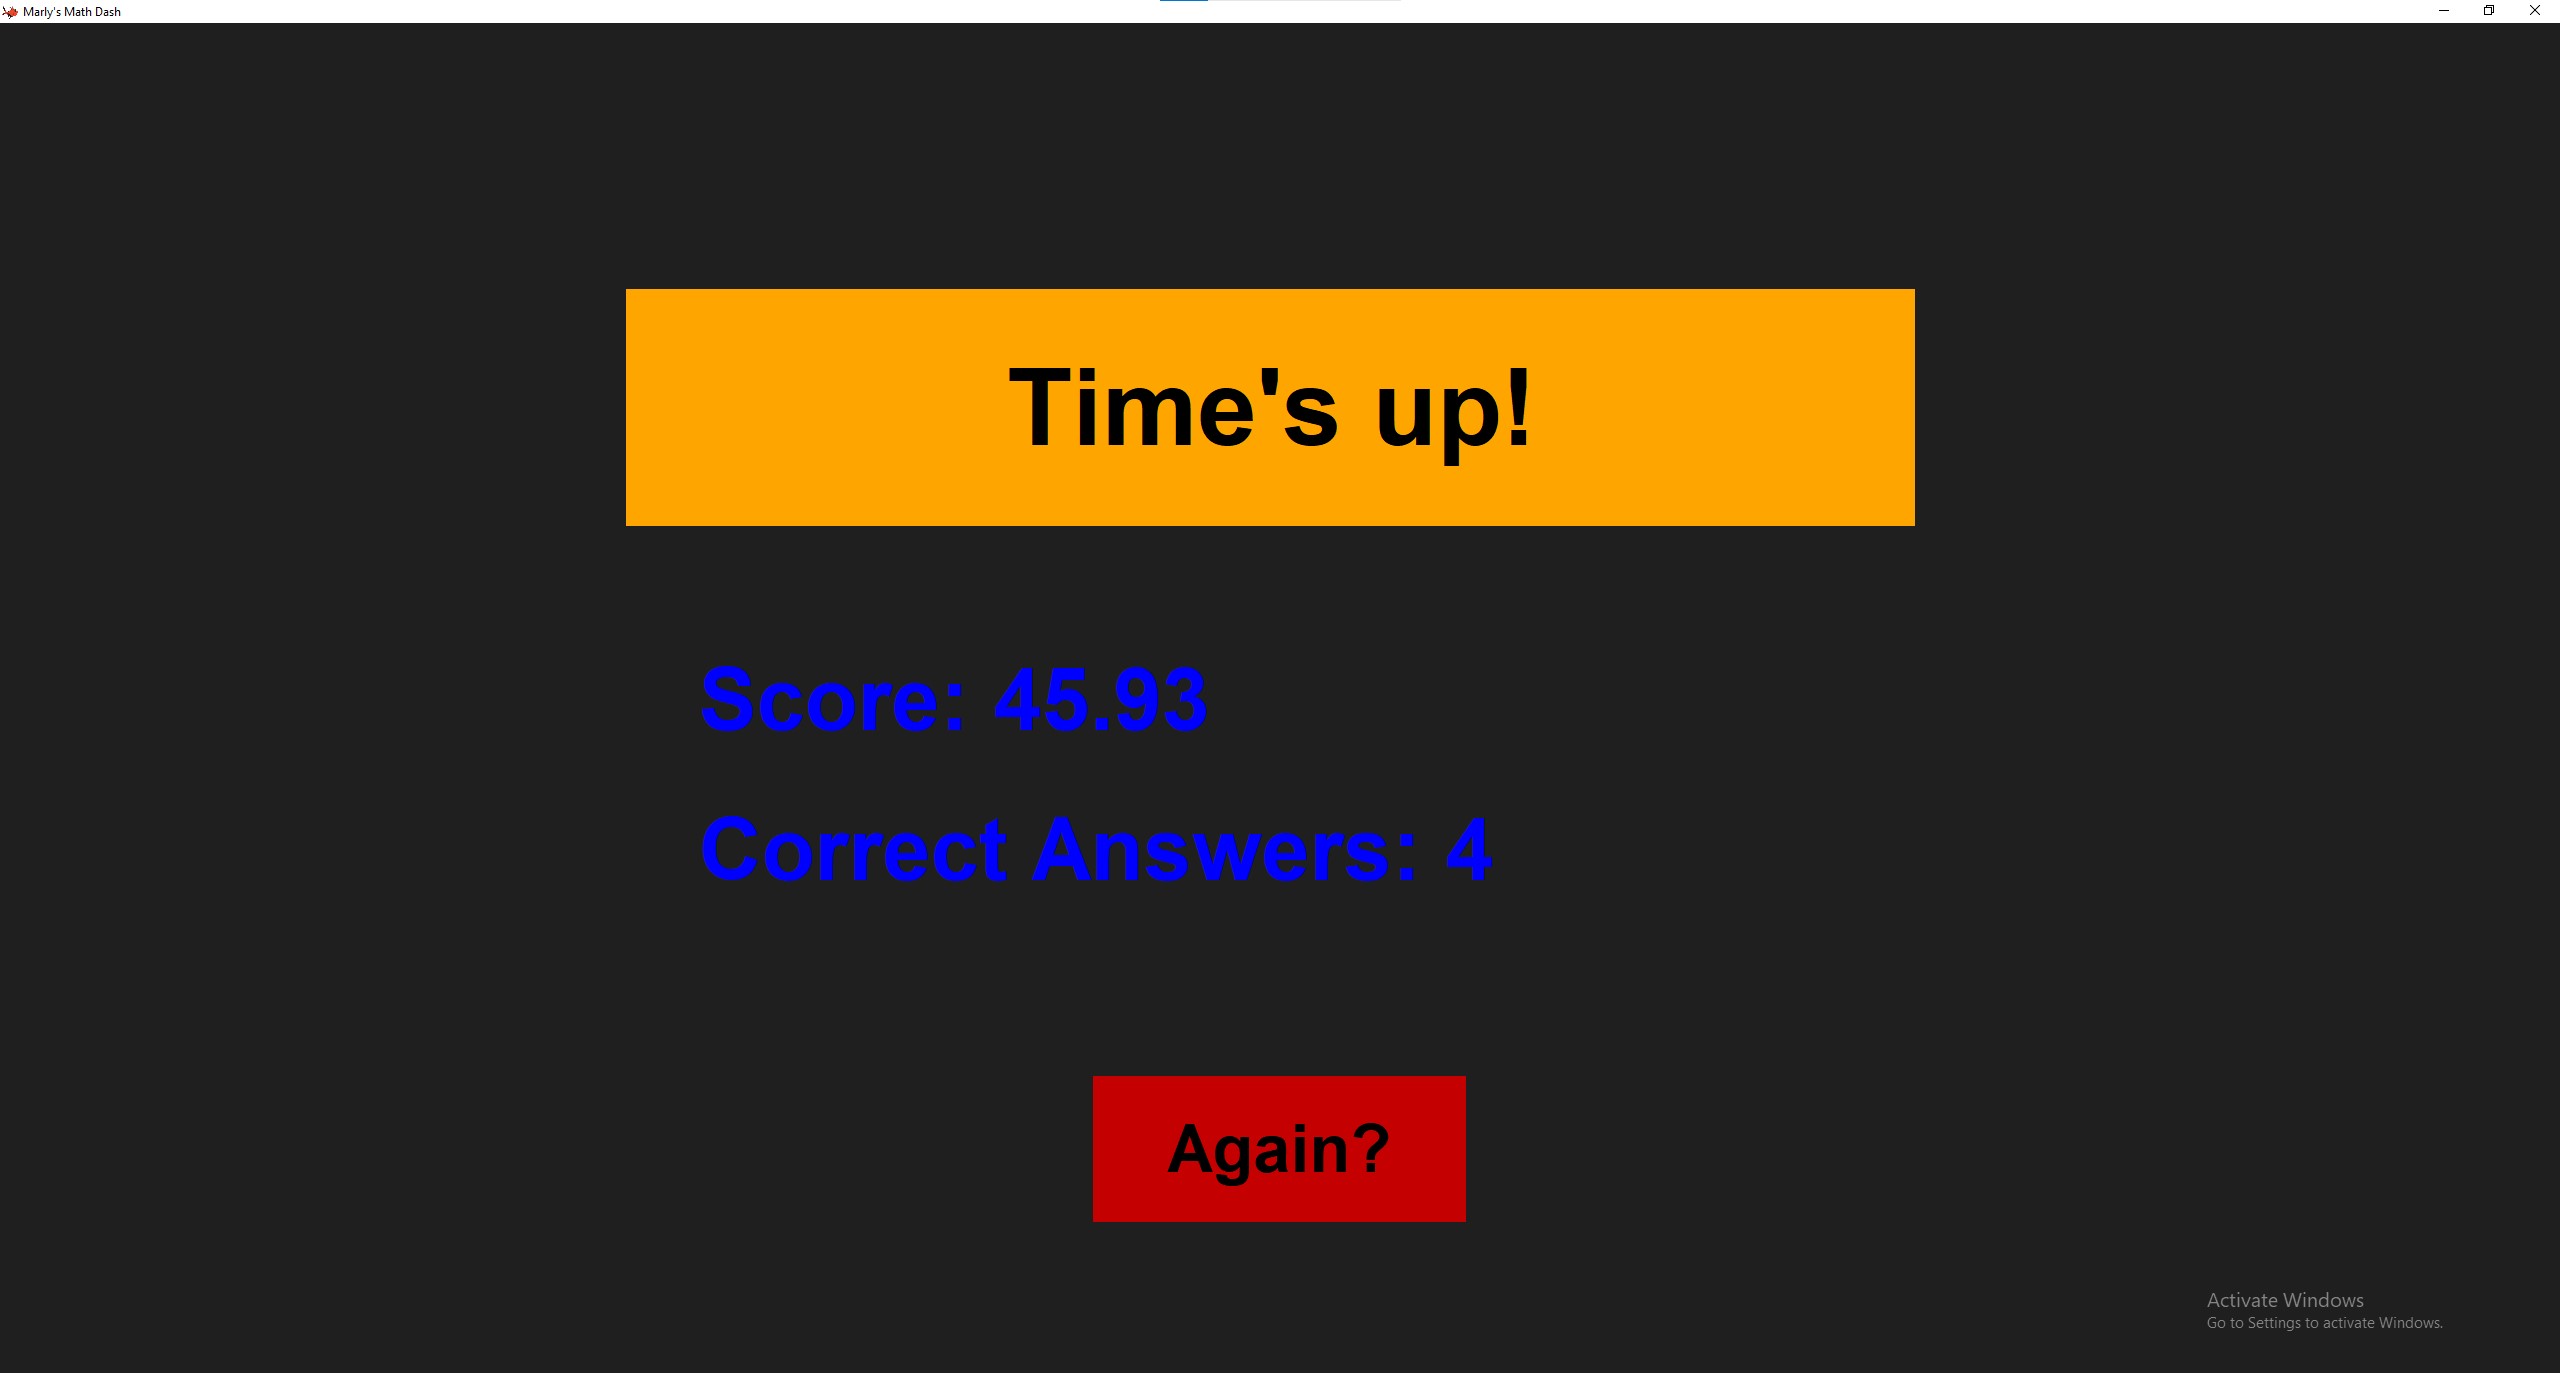 Marly's Math Dash
Time's up!
Score: 45.93
Correct Answers: 4
Again?
Activate Windows
Go to Settings to activate Windows.